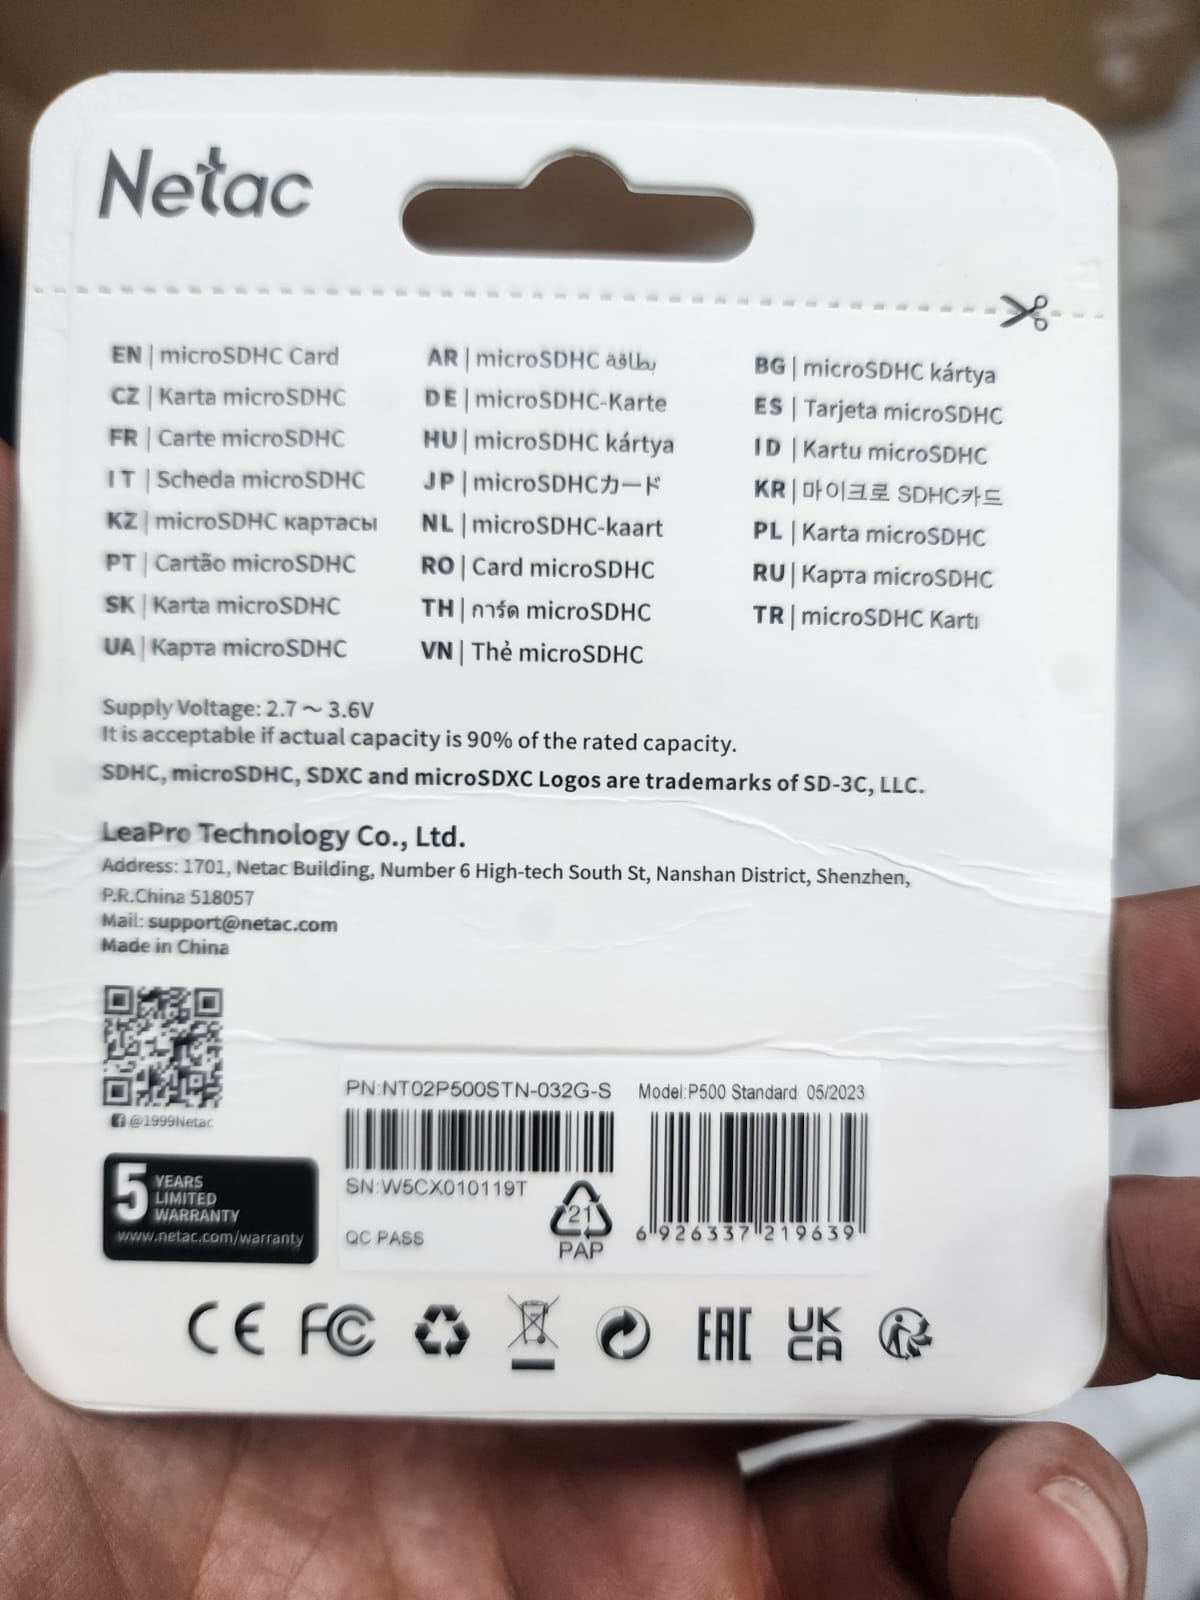 Netac
EN | microSDHC Card
CZ | Karta microSDHC
FR | Carte microSDHC
IT | Scheda microSDHC
KZ | microSDHC картасы
PT | Cartão microSDHC
SK | Karta microSDHC
UA | Карта microSDHC
AR | microSDHC بطاقة
DE | microSDHC-Karte
HU | microSDHC kártya
JP | microSDHCカード
NL | microSDHC-kaart
RO | Card microSDHC
TH | การ์ด microSDHC
VN | Thẻ microSDHC
BG | microSDHC kártya
ES | Tarjeta microSDHC
ID | Kartu microSDHC
KR | 마이크로 SDHC카드
PL | Karta microSDHC
RU | Карта microSDHC
TR | microSDHC Kartı
Supply Voltage: 2.7～3.6V
It is acceptable if actual capacity is 90% of the rated capacity.
SDHC, microSDHC, SDXC and microSDXC Logos are trademarks of SD-3C, LLC.
LeaPro Technology Co., Ltd.
Address: 1701, Netac Building, Number 6 High-tech South St, Nanshan District, Shenzhen,
P.R.China 518057
Mail: support@netac.com
Made in China
@1999Netac
5 YEARS
LIMITED
WARRANTY
www.netac.com/warranty
PN:NT02P500STN-032G-S
SN:W5CX010119T
QC PASS
21
PAP
Model:P500 Standard 05/2023
6 926337 219639
CE FC EAC UK
CA